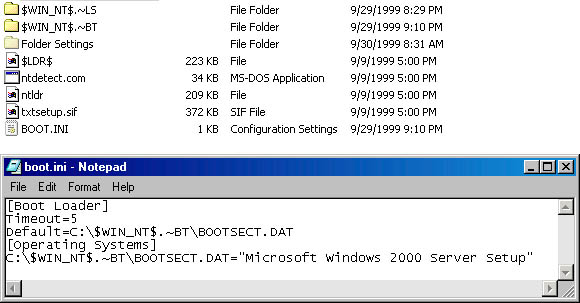 $WIN_NT$.~LS File Folder 9/29/1999 8:29 PM
$WIN_NT$.~BT File Folder 9/29/1999 9:10 PM
Folder Settings File Folder 9/30/1999 8:31 AM
$LDR$ 223 KB File 9/9/1999 5:00 PM
ntdetect.com 34 KB MS-DOS Application 9/9/1999 5:00 PM
ntldr 209 KB File 9/9/1999 5:00 PM
txtsetup.sif 372 KB SIF File 9/9/1999 5:00 PM
BOOT.INI 1 KB Configuration Settings 9/29/1999 9:10 PM
boot.ini - Notepad
File Edit Format Help
[Boot Loader]
Timeout=5
Default=C:\$WIN_NT$.~BT\BOOTSECT.DAT
[Operating Systems]
C:\$WIN_NT$.~BT\BOOTSECT.DAT="Microsoft Windows 2000 Server Setup"